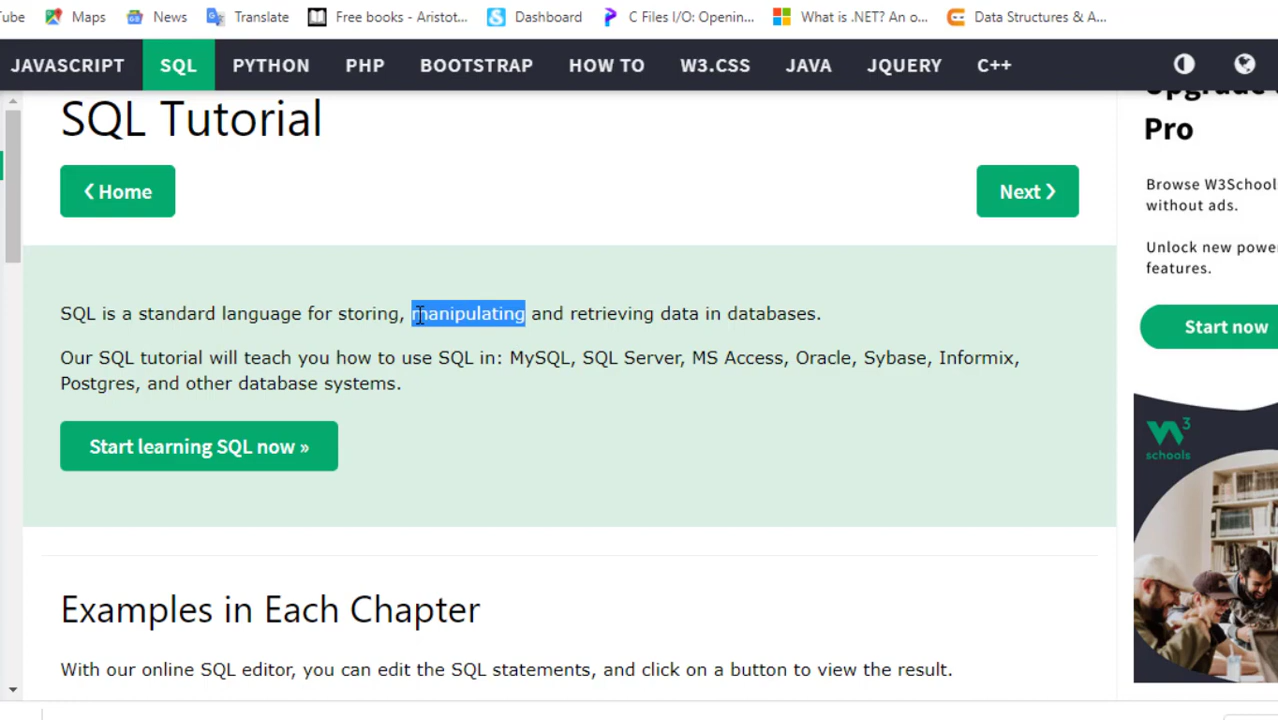 Tube Maps News Translate Free books - Aristot... Dashboard C Files I/O: Openin... What is .NET? An o... Data Structures & A...
JAVASCRIPT SQL PYTHON PHP BOOTSTRAP HOW TO W3.CSS JAVA JQUERY C++
SQL Tutorial
❮ Home
Next ❯
SQL is a standard language for storing, manipulating and retrieving data in databases.
Our SQL tutorial will teach you how to use SQL in: MySQL, SQL Server, MS Access, Oracle, Sybase, Informix,
Postgres, and other database systems.
Start learning SQL now »
Examples in Each Chapter
With our online SQL editor, you can edit the SQL statements, and click on a button to view the result.
Upgrade
Pro
Browse W3School
without ads.
Unlock new powe
features.
Start now
W3
schools